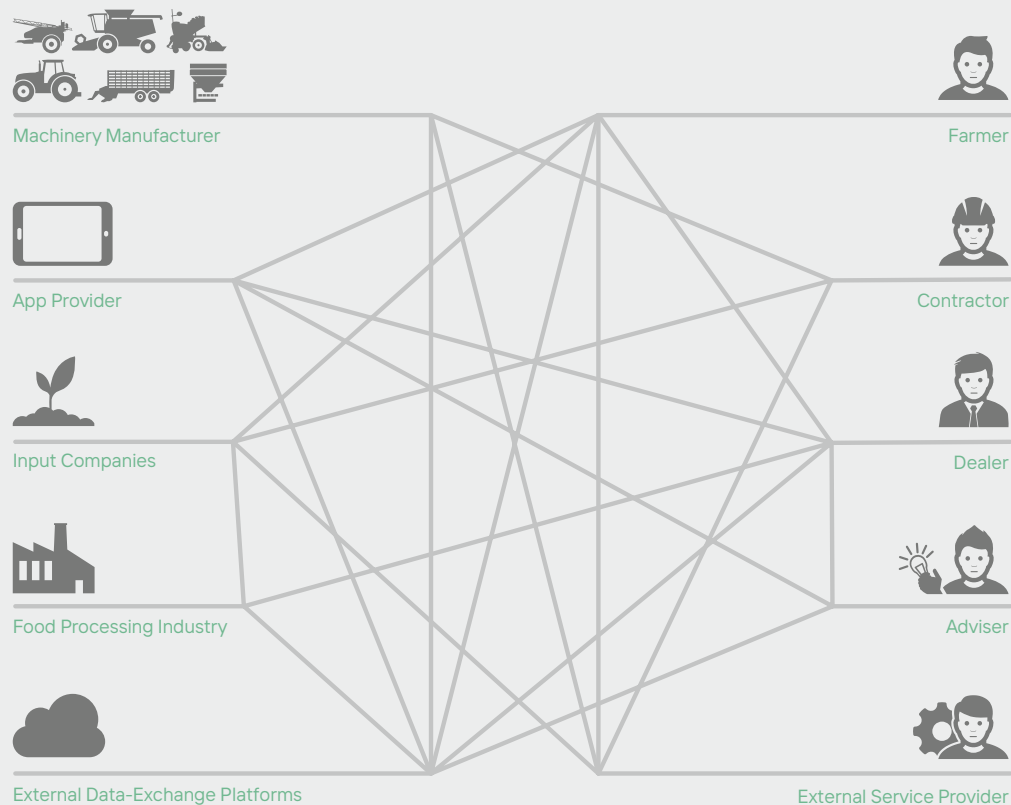 Machinery Manufacturer
Farmer
App Provider
Contractor
Input Companies
Dealer
Food Processing Industry
Adviser
External Data-Exchange Platforms
External Service Provider